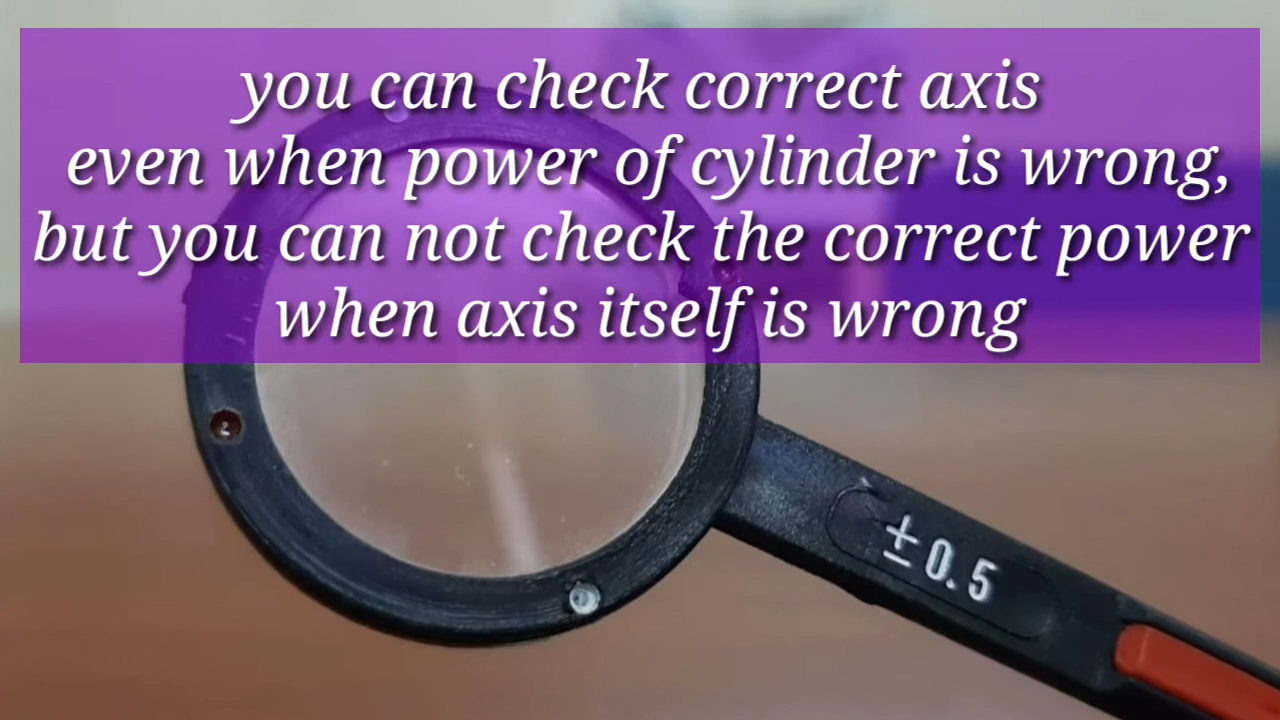 you can check correct axis
even when power of cylinder is wrong,
but you can not check the correct power
when axis itself is wrong
±0.5